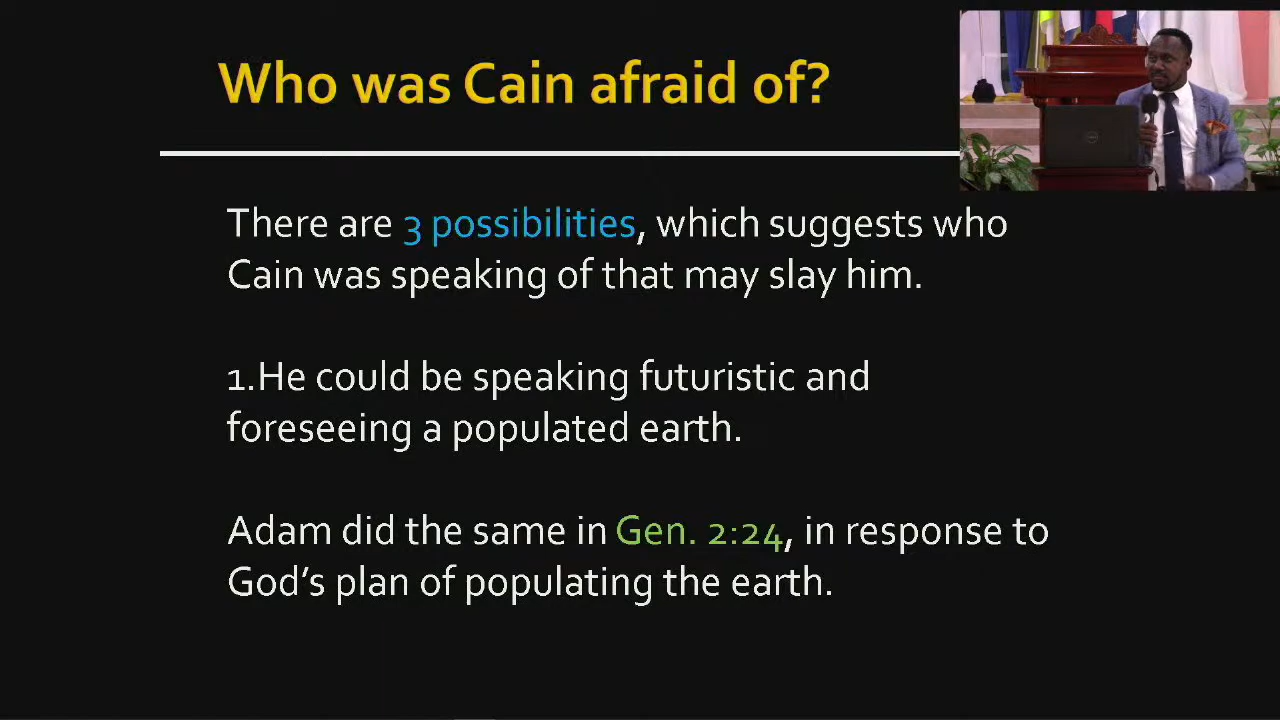 Who was Cain afraid of?
There are 3 possibilities, which suggests who
Cain was speaking of that may slay him.
1.He could be speaking futuristic and
foreseeing a populated earth.
Adam did the same in Gen. 2:24, in response to
God’s plan of populating the earth.